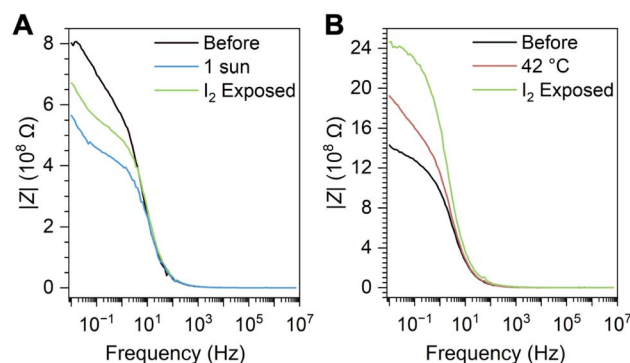 A
Before
1 sun
I₂ Exposed
|Z| (10⁸ Ω)
8
6
4
2
0
10⁻¹ 10¹ 10³ 10⁵ 10⁷
Frequency (Hz)
B
Before
42 °C
I₂ Exposed
|Z| (10⁸ Ω)
24
20
16
12
8
4
0
10⁻¹ 10¹ 10³ 10⁵ 10⁷
Frequency (Hz)